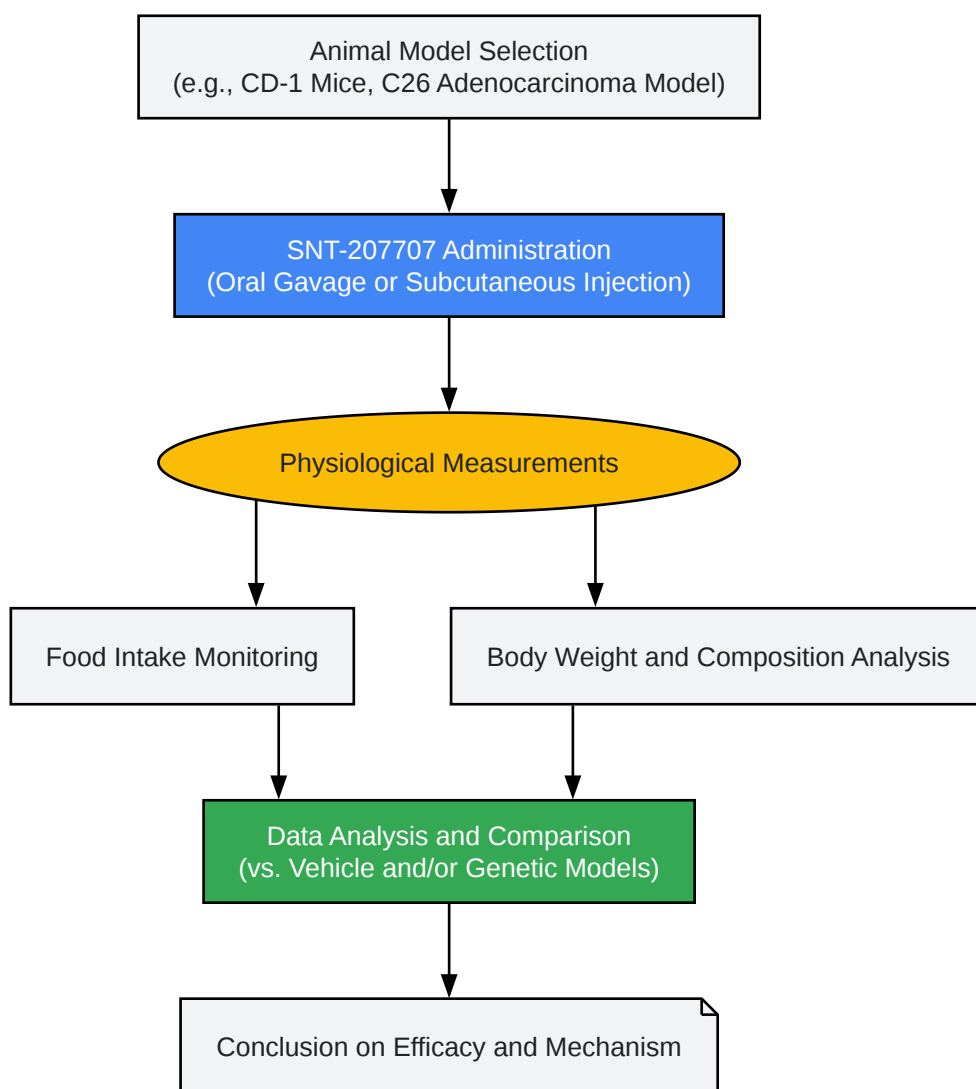 Animal Model Selection
(e.g., CD-1 Mice, C26 Adenocarcinoma Model)
SNT-207707 Administration
(Oral Gavage or Subcutaneous Injection)
Physiological Measurements
Food Intake Monitoring
Body Weight and Composition Analysis
Data Analysis and Comparison
(vs. Vehicle and/or Genetic Models)
Conclusion on Efficacy and Mechanism